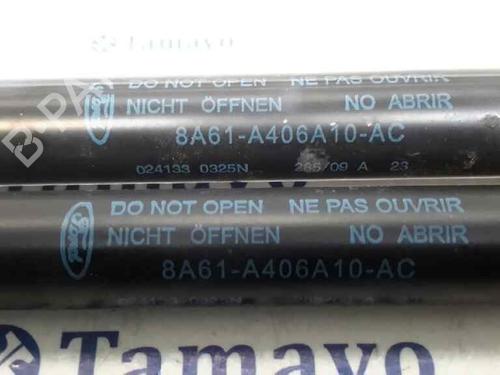 Tamayo
DO NOT OPEN NE PAS OUVRIR
NICHT ÖFFNEN NO ABRIR
8A61-A406A10-AC
024133 0325N 265/09 A 23
Ford
DO NOT OPEN NE PAS OUVRIR
NICHT ÖFFNEN NO ABRIR
8A61-A406A10-AC
Tamayo